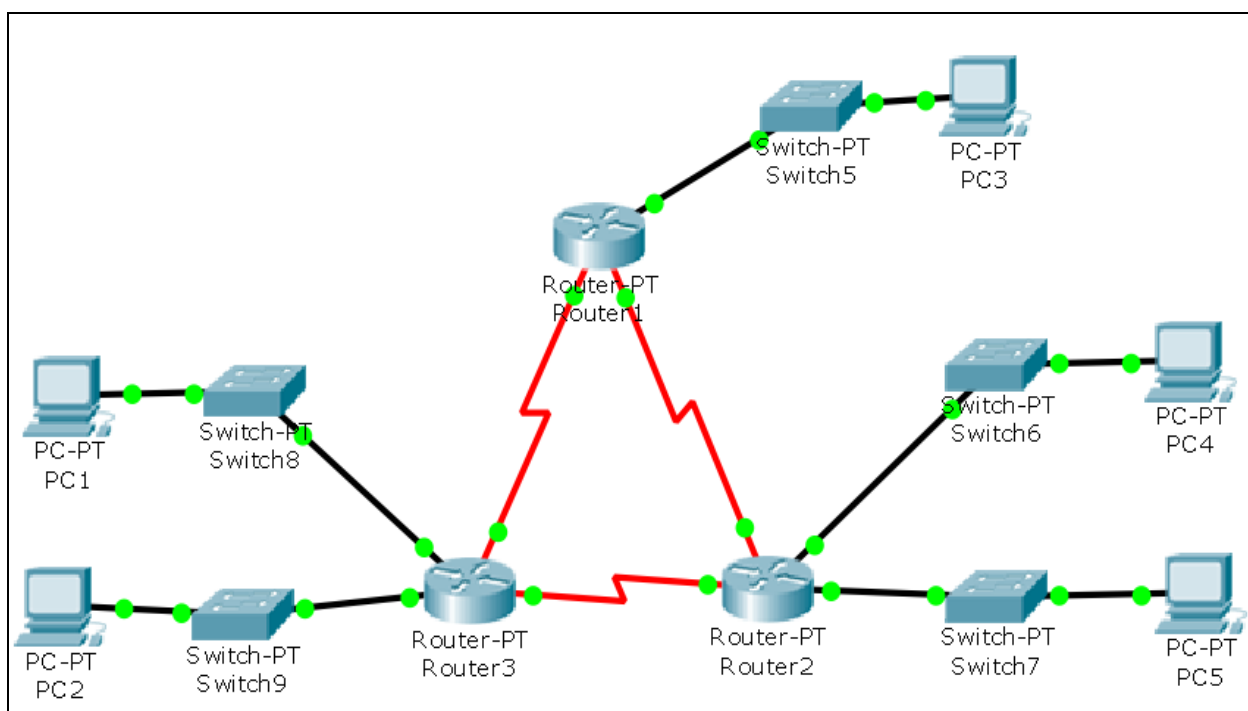 Switch-PT
Switch5
PC-PT
PC3
Router-PT
Router1
PC-PT
PC1
Switch-PT
Switch8
Switch-PT
Switch6
PC-PT
PC4
PC-PT
PC2
Switch-PT
Switch9
Router-PT
Router3
Router-PT
Router2
Switch-PT
Switch7
PC-PT
PC5